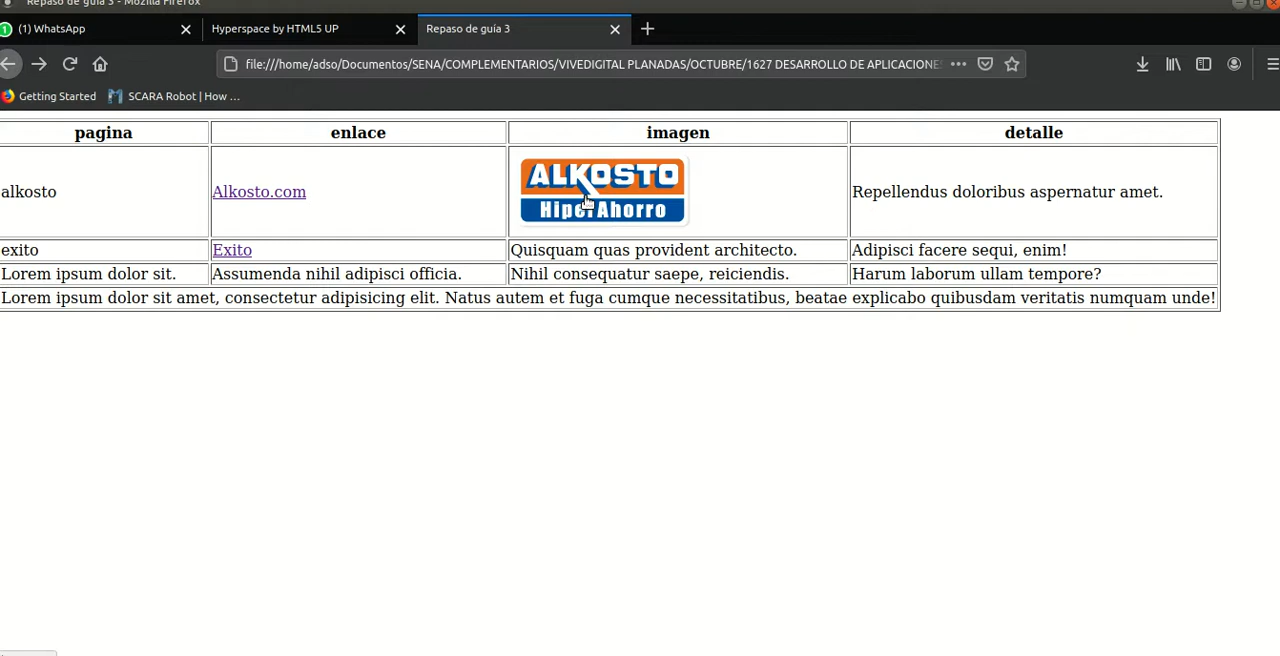 Repaso de guía 3 - Mozilla Firefox
(1) WhatsApp
Hyperspace by HTML5 UP
Repaso de guía 3
file:///home/adso/Documentos/SENA/COMPLEMENTARIOS/VIVEDIGITAL PLANADAS/OCTUBRE/1627 DESARROLLO DE APLICACIONE
Getting Started
SCARA Robot | How ...
pagina enlace imagen detalle
ALKOSTO
HiperAhorro
alkosto Alkosto.com Repellendus doloribus aspernatur amet.
exito Exito Quisquam quas provident architecto. Adipisci facere sequi, enim!
Lorem ipsum dolor sit. Assumenda nihil adipisci officia. Nihil consequatur saepe, reiciendis. Harum laborum ullam tempore?
Lorem ipsum dolor sit amet, consectetur adipisicing elit. Natus autem et fuga cumque necessitatibus, beatae explicabo quibusdam veritatis numquam unde!